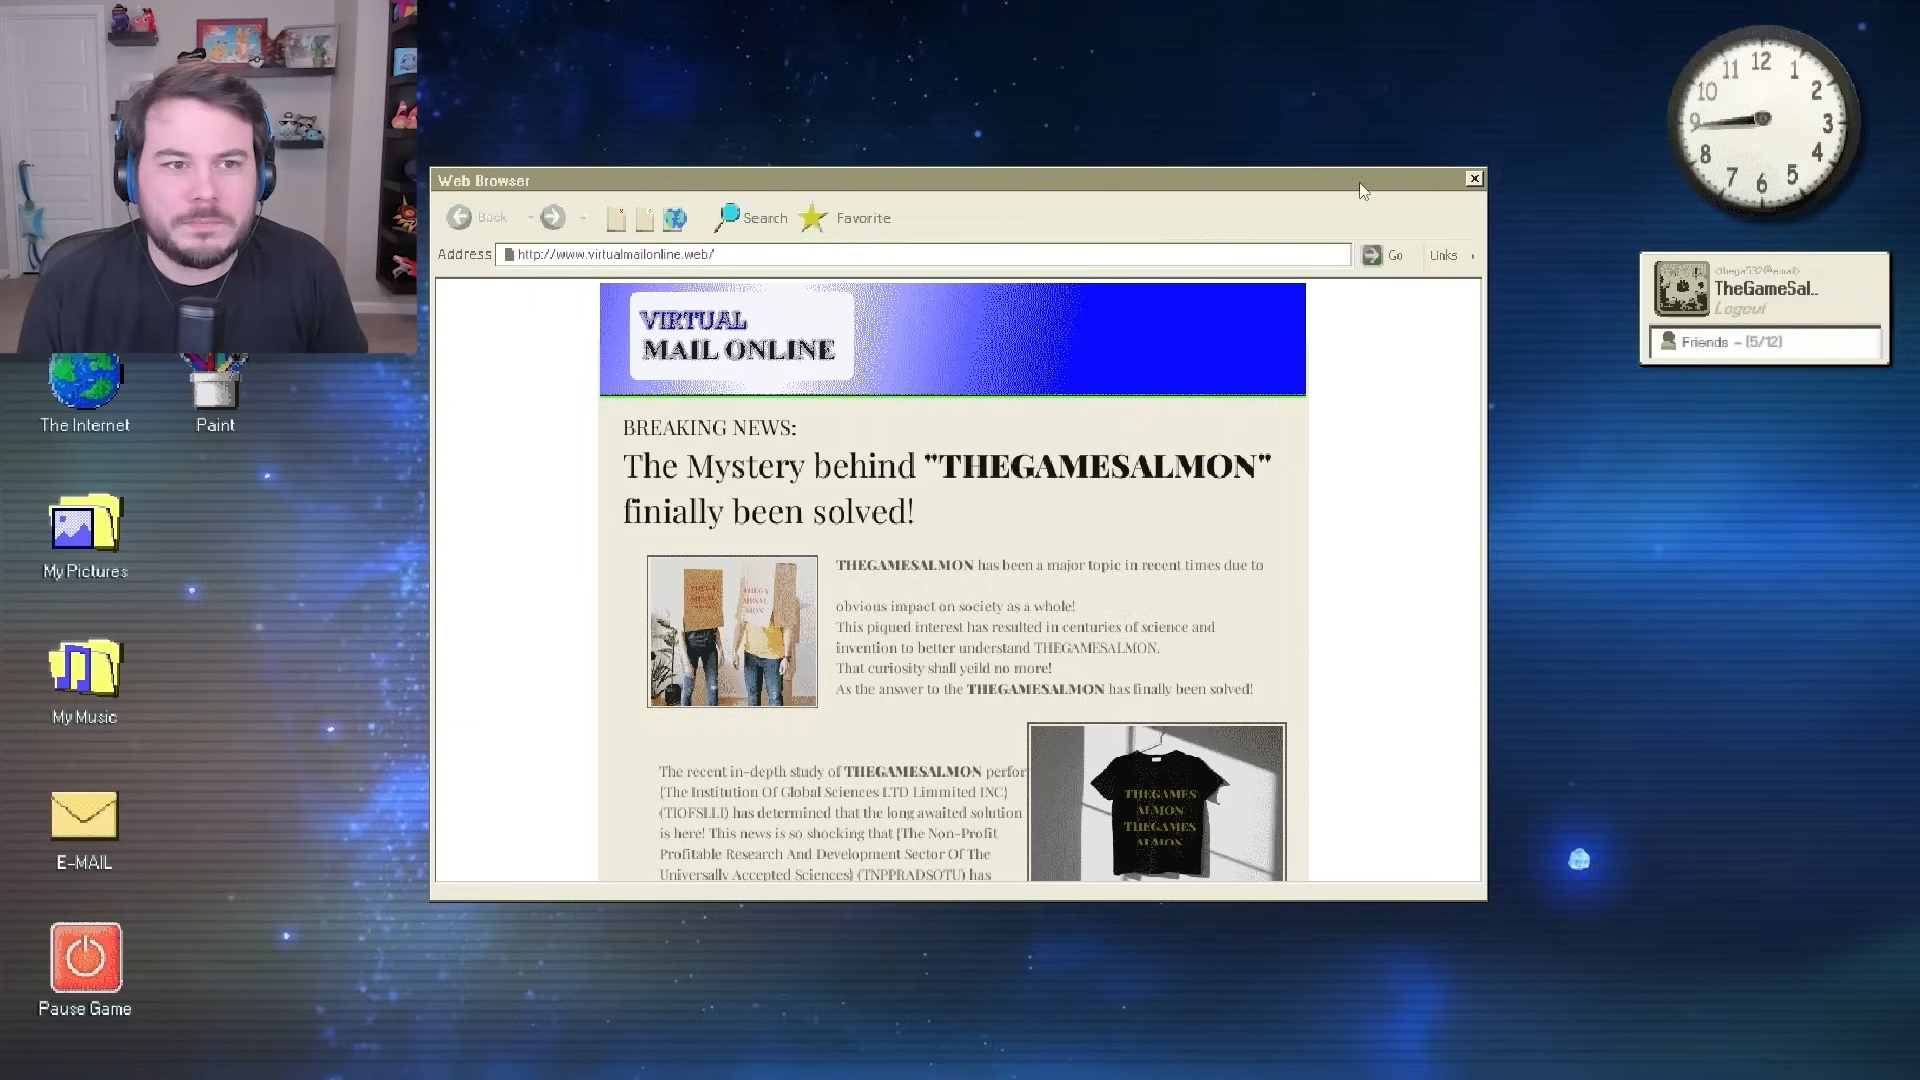 Web Browser
Back
Search
Favorite
Address
http://www.virtualmailonline.web/
Go
Links
VIRTUAL
MAIL ONLINE
BREAKING NEWS:
The Mystery behind "THEGAMESALMON"
finially been solved!
THEGAMESALMON has been a major topic in recent times due to
obvious impact on society as a whole!
This piqued interest has resulted in centuries of science and
invention to better understand THEGAMESALMON.
That curiosity shall yeild no more!
As the answer to the THEGAMESALMON has finally been solved!
THEGA
MESAL
MON
The recent in-depth study of THEGAMESALMON perfor
{The Institution Of Global Sciences LTD Limmited INC}
(TIOFSLLI) has determined that the long awaited solution
is here! This news is so shocking that {The Non-Profit
Profitable Research And Development Sector Of The
Universally Accepted Sciences} (TNPPRADSOTU) has
THEGAMES
ALMON
THEGAMES
ALMON
The Internet
Paint
My Pictures
My Music
E-MAIL
Pause Game
12
1
2
3
4
5
6
7
8
9
10
11
<thega532@email>
TheGameSal..
Logout
Friends - (5/12)